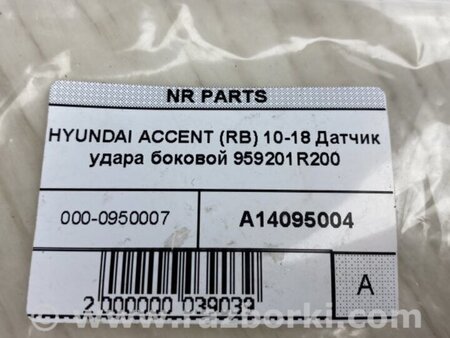 NR PARTS
HYUNDAI ACCENT (RB) 10-18 Датчик
удара боковой 959201R200
000-0950007
A14095004
2 000000 039039
A
www.razborki.com